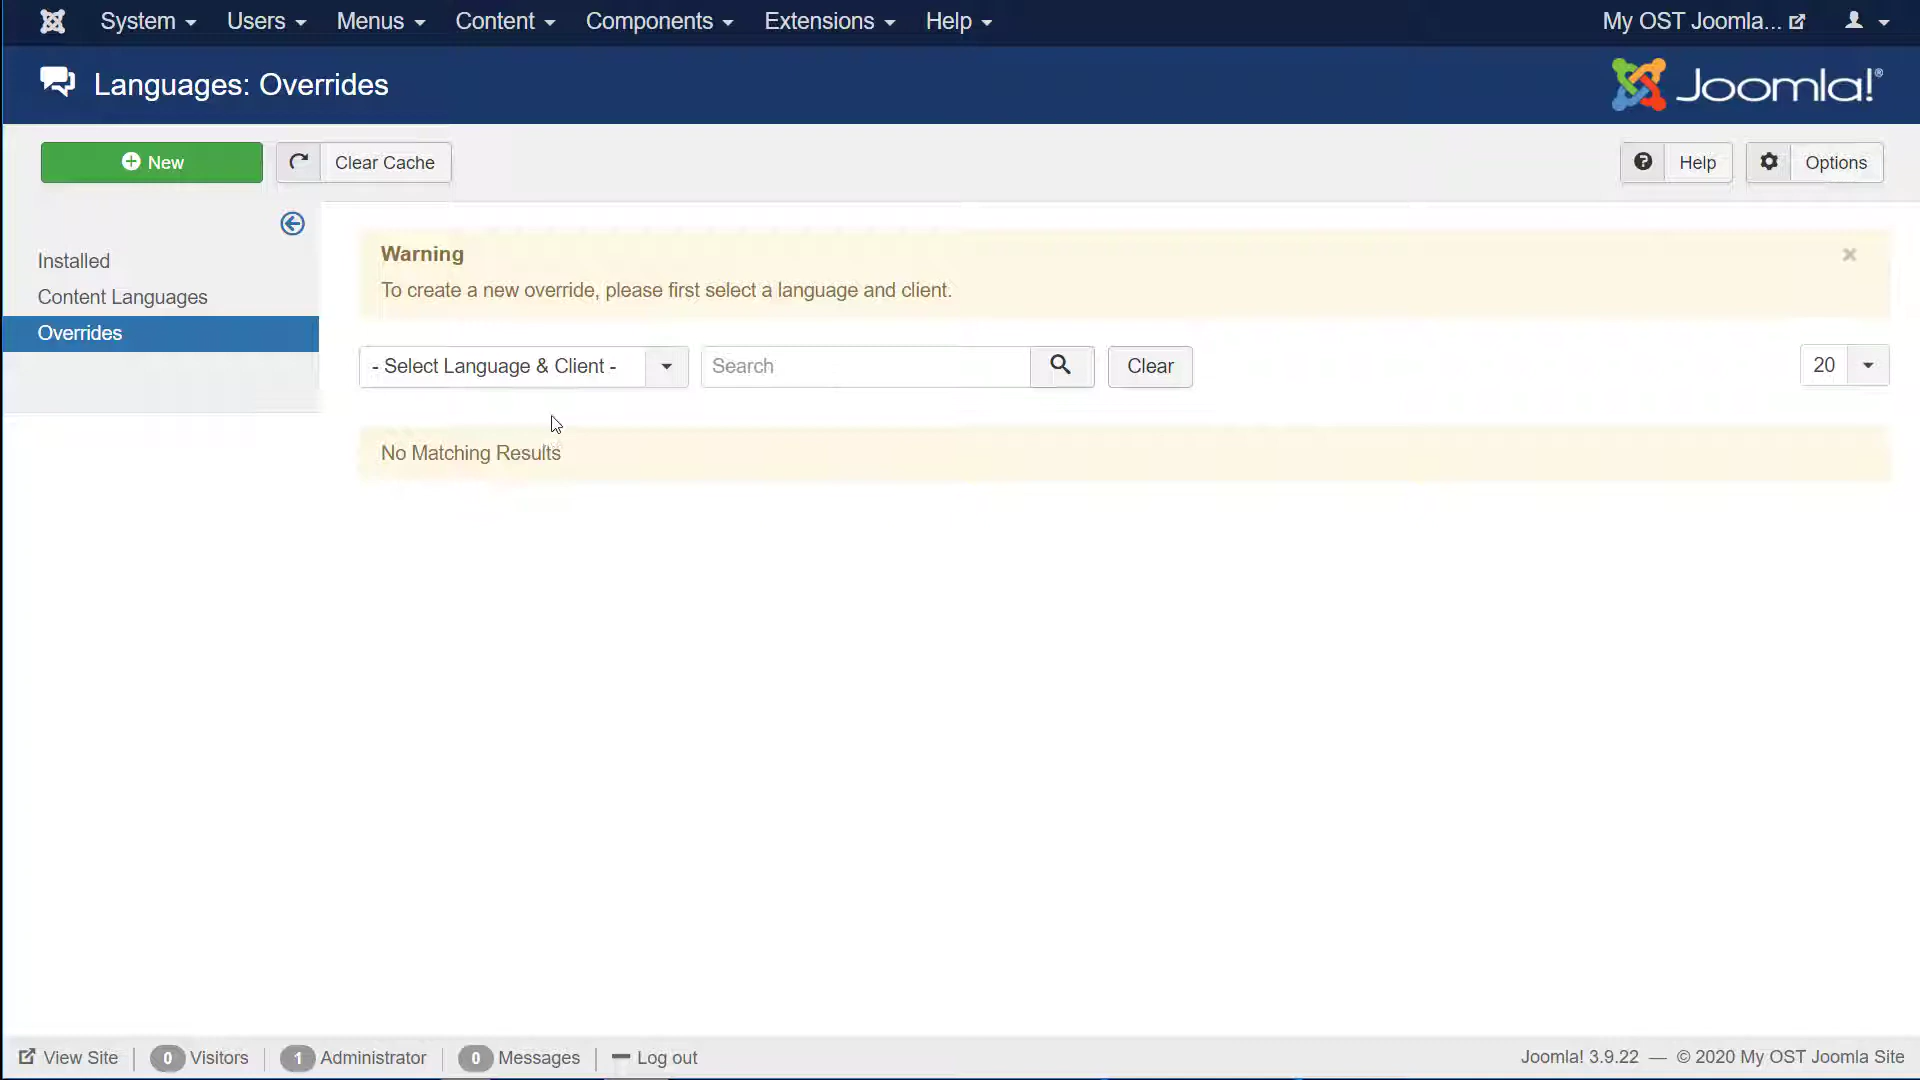 System Users Menus Content Components Extensions Help My OST Joomla...
Languages: Overrides Joomla!®
New Clear Cache Help Options
Installed
Content Languages
Overrides
Warning
To create a new override, please first select a language and client.
- Select Language & Client - Search Clear 20
No Matching Results
View Site 0 Visitors 1 Administrator 0 Messages Log out Joomla! 3.9.22 — © 2020 My OST Joomla Site